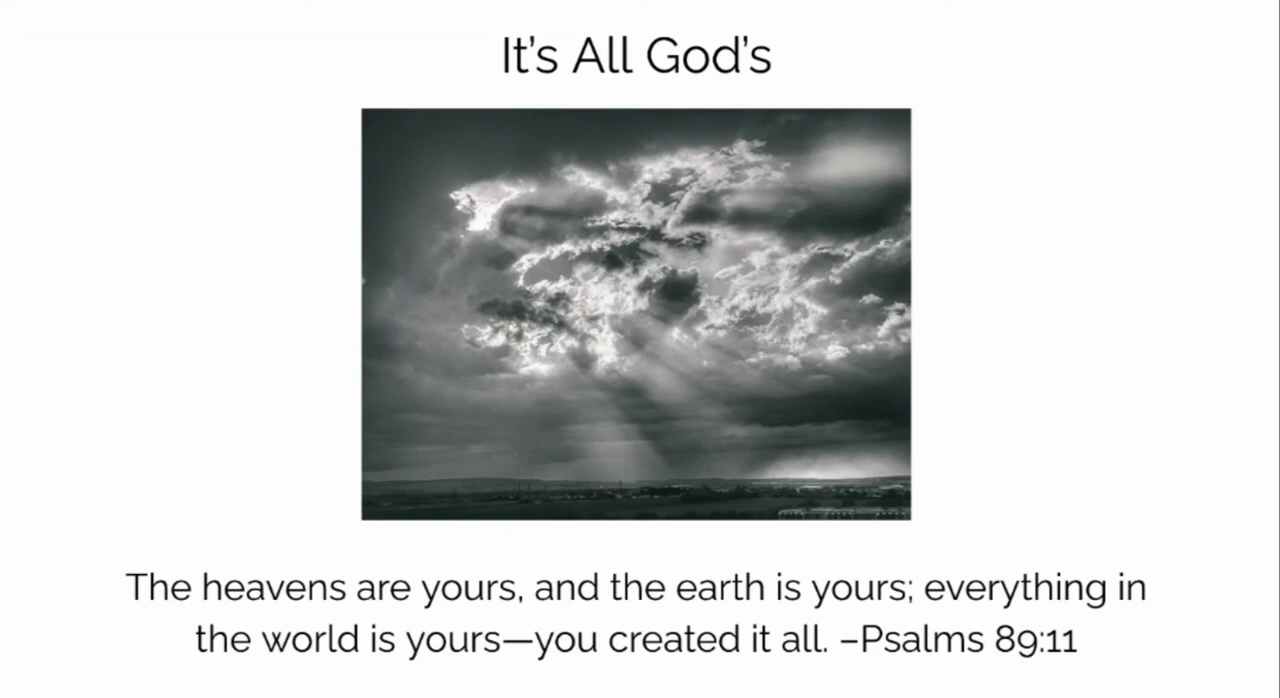 It’s All God’s
The heavens are yours, and the earth is yours; everything in
the world is yours—you created it all. –Psalms 89:11